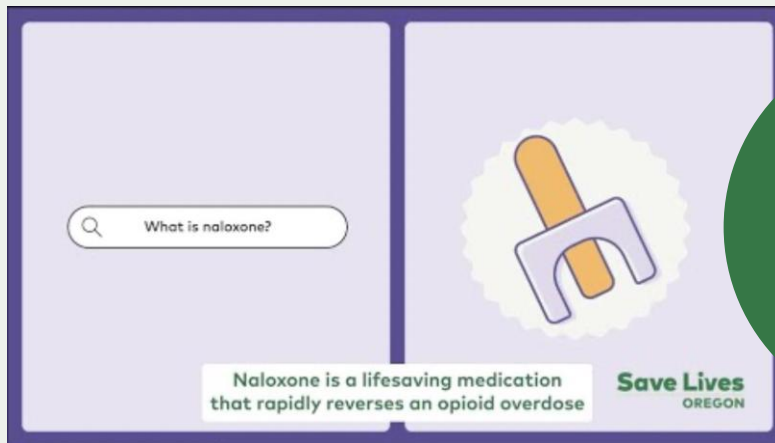 What is naloxone?
Naloxone is a lifesaving medication
that rapidly reverses an opioid overdose
Save Lives
OREGON